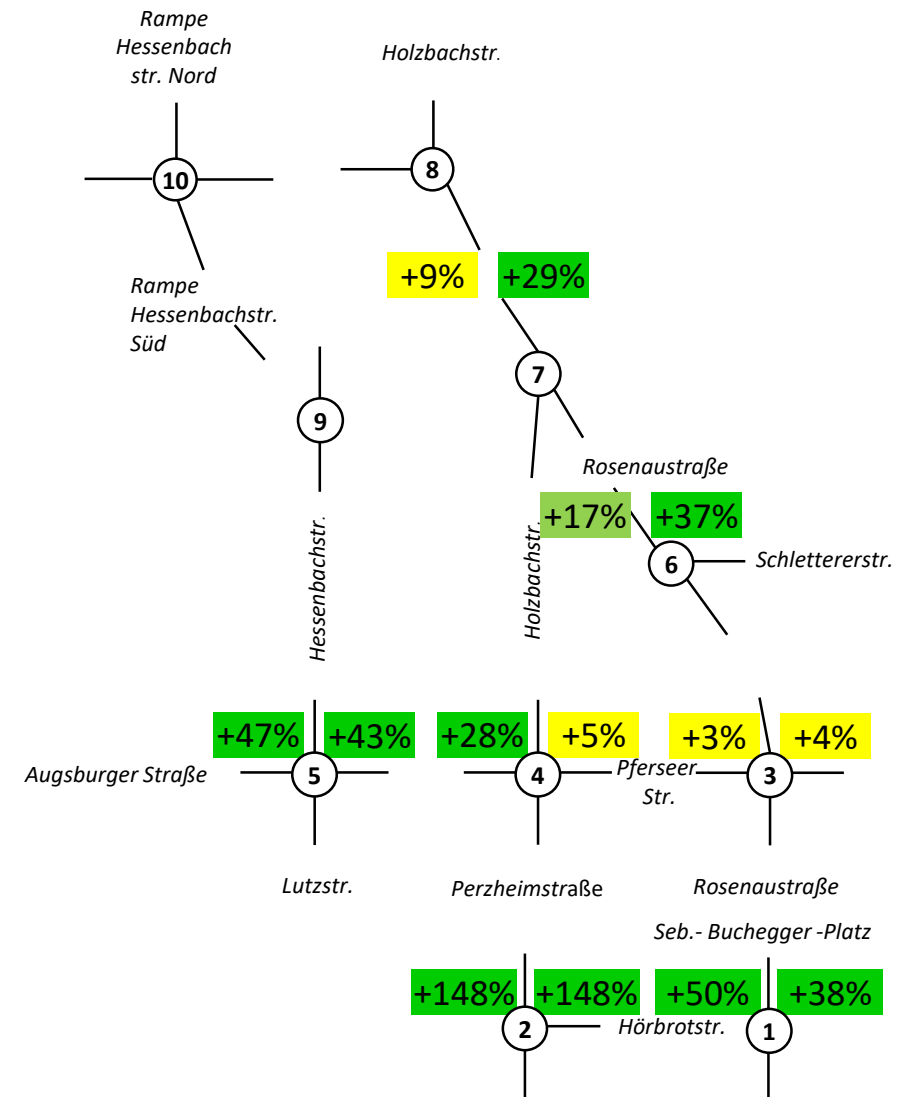 Rampe
Hessenbach
str. Nord
Holzbachstr.
10
8
+9% +29%
Rampe
Hessenbachstr.
Süd
7
9
Rosenaustraße
+17% +37%
6
Schlettererstr.
Hessenbachstr.
Holzbachstr.
+47% +43%
+28% +5%
+3% +4%
Augsburger Straße
5
4
Pferseer
Str.
3
Lutzstr.
Perzheimstraße
Rosenaustraße
Seb.- Buchegger -Platz
+148% +148%
+50% +38%
2
Hörbrotstr.
1